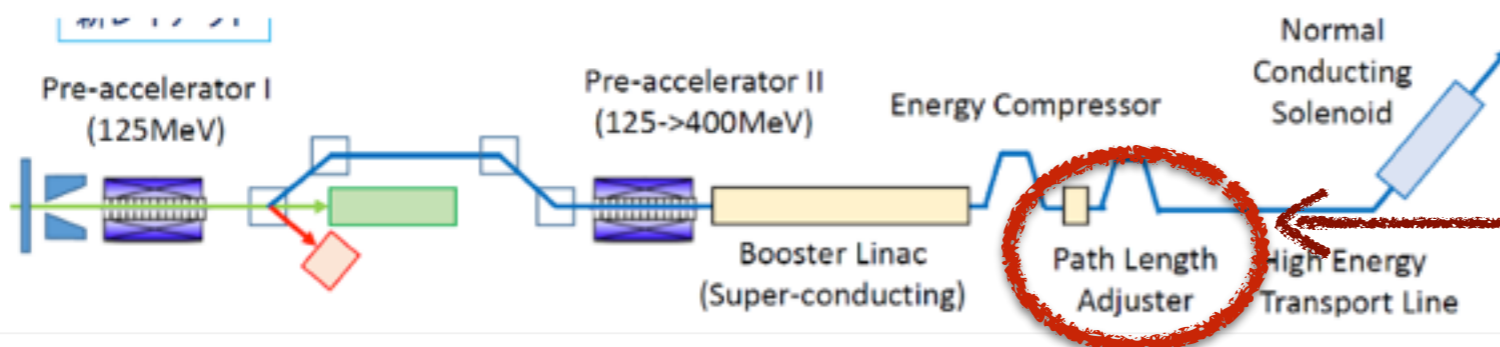 Pre-accelerator I
(125MeV)
Pre-accelerator II
(125->400MeV)
Energy Compressor
Normal
Conducting
Solenoid
Booster Linac
(Super-conducting)
Path Length
Adjuster
High Energy
Transport Line